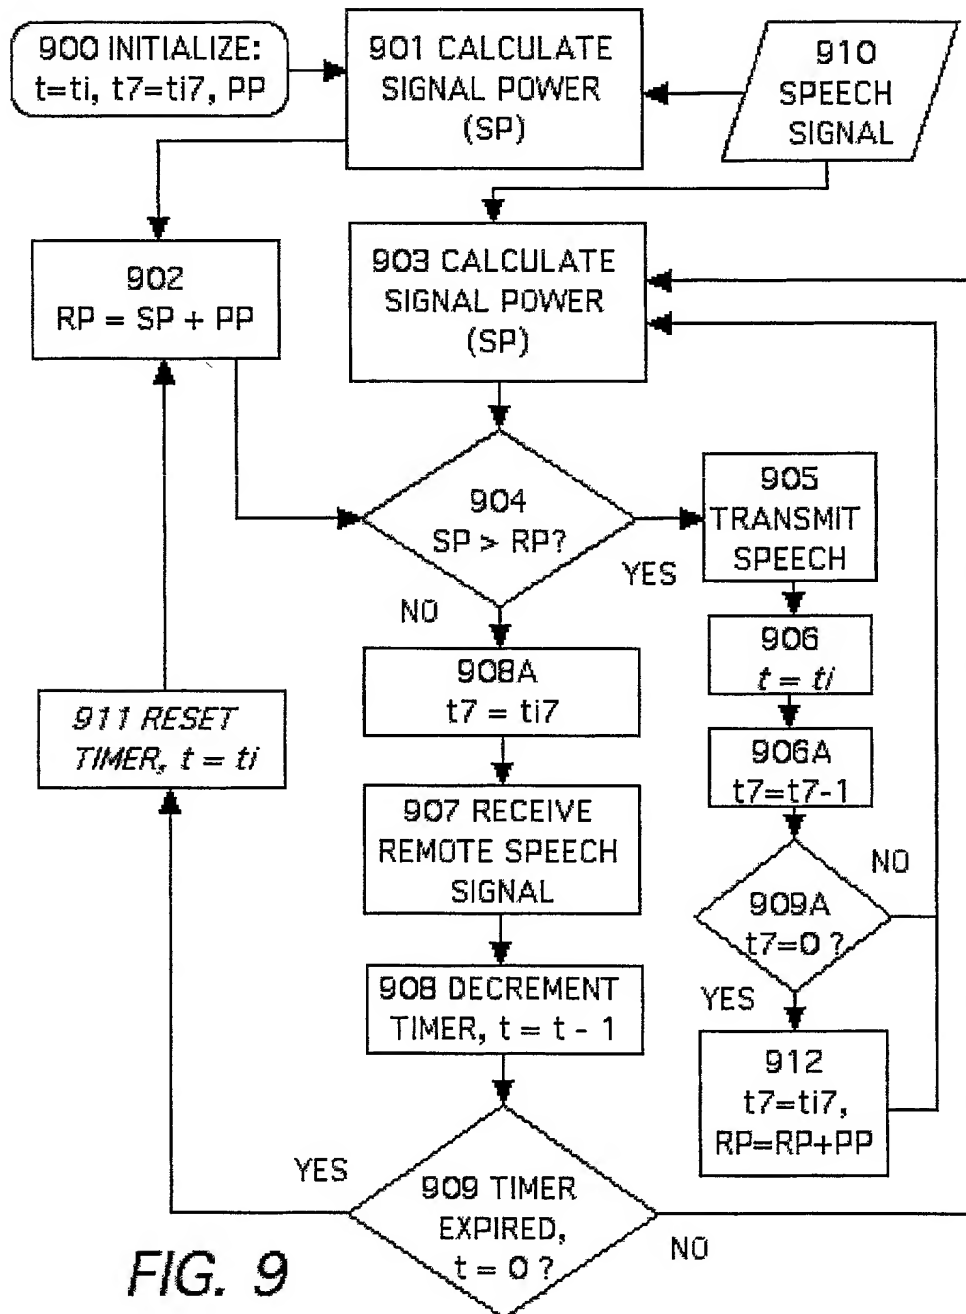 900 INITIALIZE:
t=ti, t7=ti7, PP
901 CALCULATE
SIGNAL POWER
(SP)
910
SPEECH
SIGNAL
902
RP = SP + PP
903 CALCULATE
SIGNAL POWER
(SP)
904
SP > RP?
YES
NO
905
TRANSMIT
SPEECH
906
t = ti
906A
t7=t7-1
909A
t7=0 ?
NO
YES
912
t7=ti7,
RP=RP+PP
908A
t7 = ti7
907 RECEIVE
REMOTE SPEECH
SIGNAL
908 DECREMENT
TIMER, t = t - 1
909 TIMER
EXPIRED,
t = 0 ?
YES
NO
911 RESET
TIMER, t = ti
FIG. 9